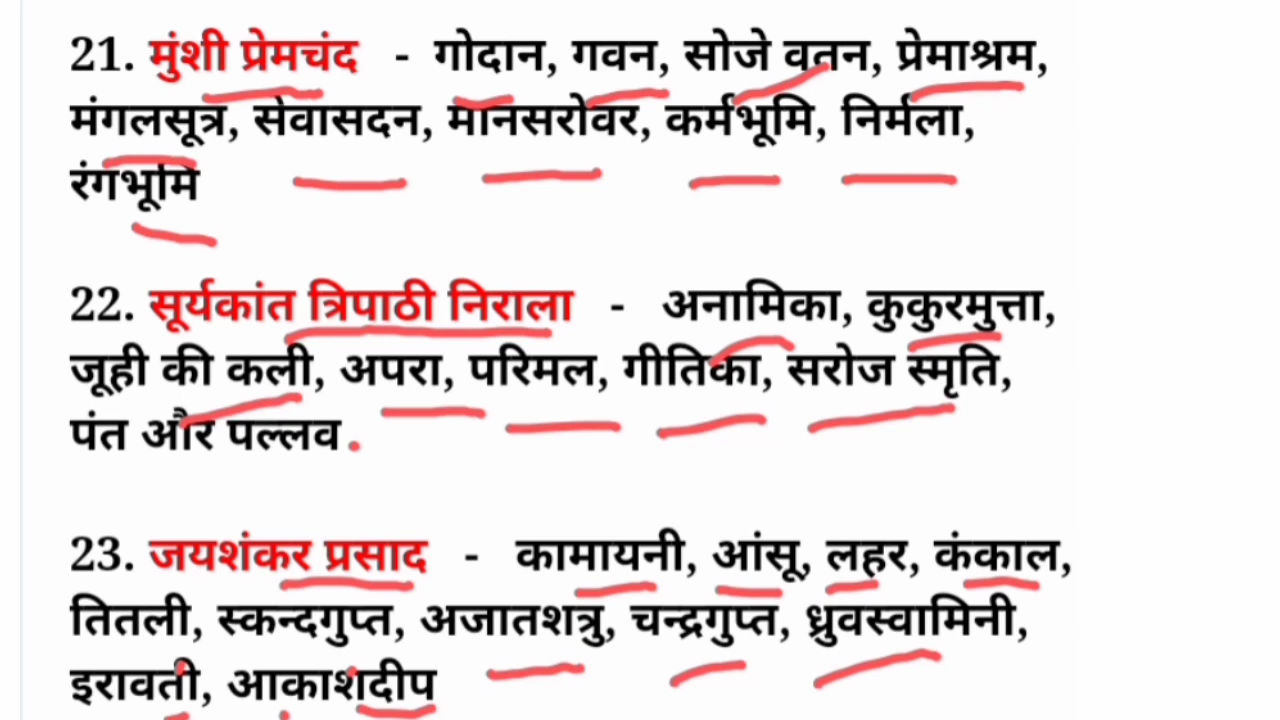 21. मुंशी प्रेमचंद - गोदान, गवन, सोजे वतन, प्रेमाश्रम,
मंगलसूत्र, सेवासदन, मानसरोवर, कर्मभूमि, निर्मला,
रंगभूमि
22. सूर्यकांत त्रिपाठी निराला - अनामिका, कुकुरमुत्ता,
जूही की कली, अपरा, परिमल, गीतिका, सरोज स्मृति,
पंत और पल्लव.
23. जयशंकर प्रसाद - कामायनी, आंसू, लहर, कंकाल,
तितली, स्कन्दगुप्त, अजातशत्रु, चन्द्रगुप्त, ध्रुवस्वामिनी,
इरावती, आकाशदीप